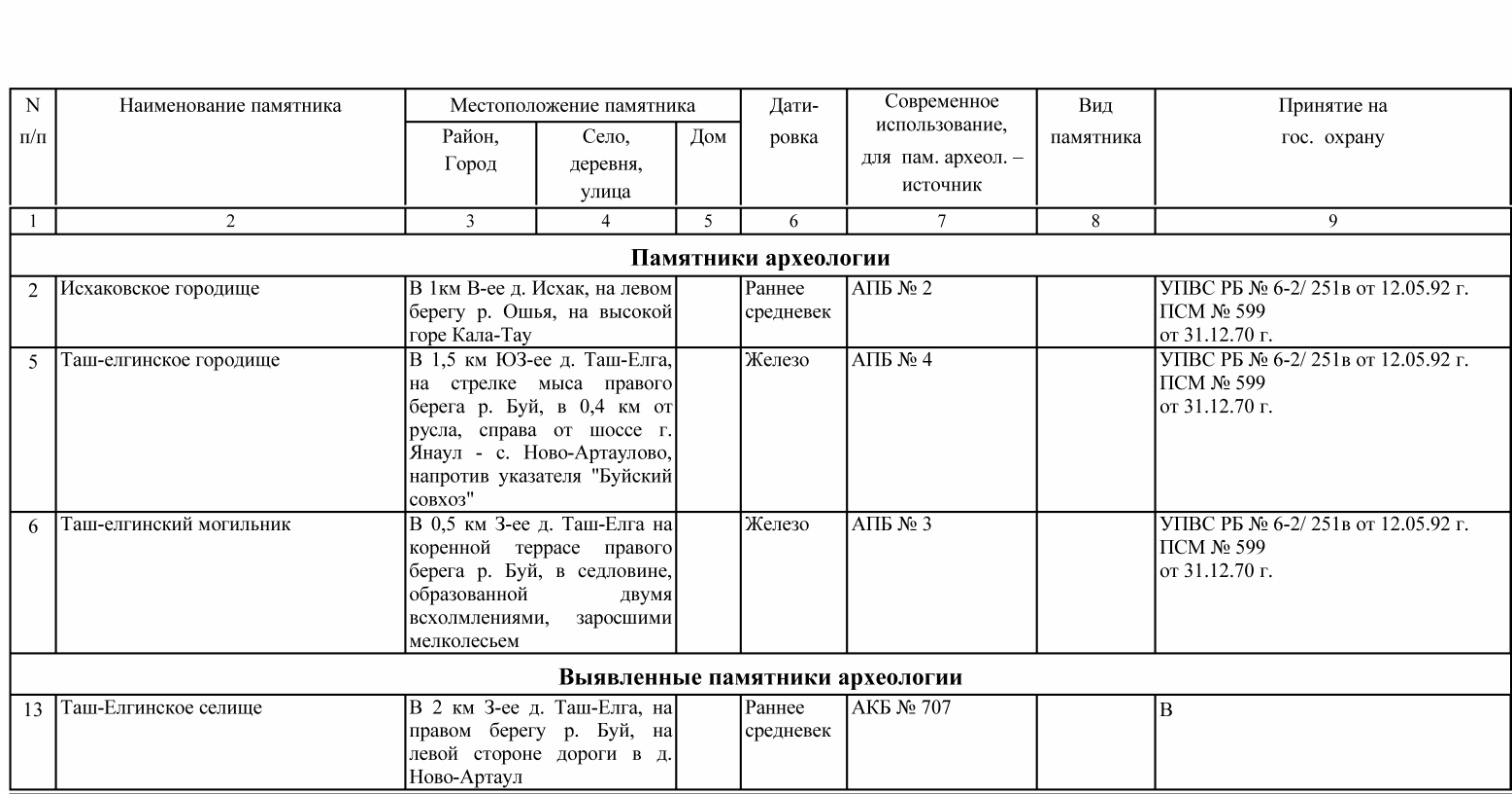 N
п/п
Наименование памятника
Местоположение памятника
Район,
Город
Село,
деревня,
улица
Дом
Дати-
ровка
Современное
использование,
для пам. археол. –
источник
Вид
памятника
Принятие на
гос. охрану
1 2 3 4 5 6 7 8 9
Памятники археологии
2
Исхаковское городище
В 1км В-ее д. Исхак, на левом
берегу р. Ошья, на высокой
горе Кала-Тау
Раннее
средневек
АПБ № 2
УПВС РБ № 6-2/ 251в от 12.05.92 г.
ПСМ № 599
от 31.12.70 г.
5
Таш-елгинское городище
В 1,5 км ЮЗ-ее д. Таш-Елга,
на стрелке мыса правого
берега р. Буй, в 0,4 км от
русла, справа от шоссе г.
Янаул - с. Ново-Артаулово,
напротив указателя "Буйский
совхоз"
Железо
АПБ № 4
УПВС РБ № 6-2/ 251в от 12.05.92 г.
ПСМ № 599
от 31.12.70 г.
6
Таш-елгинский могильник
В 0,5 км З-ее д. Таш-Елга на
коренной террасе правого
берега р. Буй, в седловине,
образованной двумя
всхолмлениями, заросшими
мелколесьем
Железо
АПБ № 3
УПВС РБ № 6-2/ 251в от 12.05.92 г.
ПСМ № 599
от 31.12.70 г.
Выявленные памятники археологии
13
Таш-Елгинское селище
В 2 км З-ее д. Таш-Елга, на
правом берегу р. Буй, на
левой стороне дороги в д.
Ново-Артаул
Раннее
средневек
АКБ № 707
В